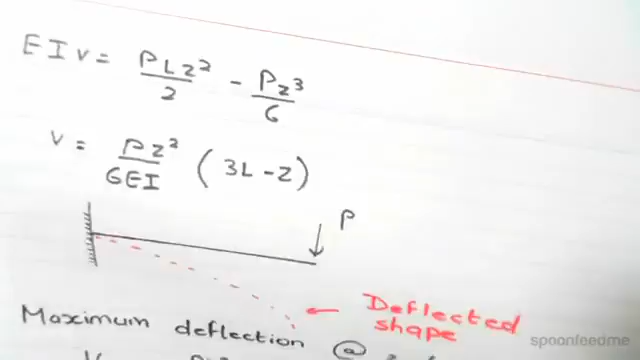 EIv = PLz²/2 - Pz³/6
v = Pz²/6EI (3L - z)
P
Deflected
shape
Maximum deflection @
spoonfeedme